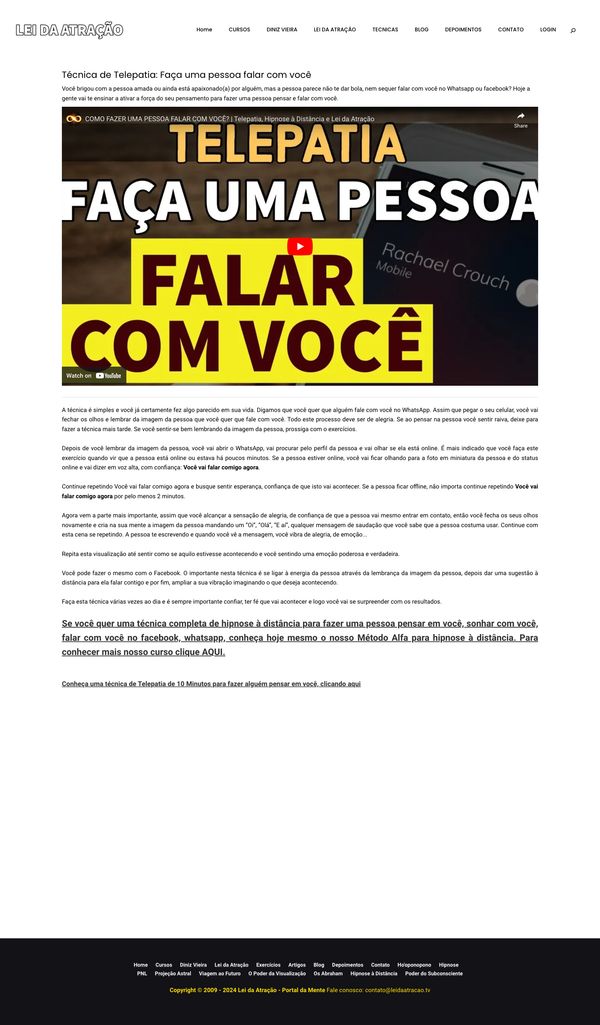 LEI DA ATRAÇÃO
Home CURSOS DINIZ VIEIRA LEI DA ATRAÇÃO TECNICAS BLOG DEPOIMENTOS CONTATO LOGIN
Técnica de Telepatia: Faça uma pessoa falar com você
Você brigou com a pessoa amada ou ainda está apaixonado(a) por alguém, mas a pessoa parece não te dar bola, nem sequer falar com você no Whatsapp ou facebook? Hoje a
gente vai te ensinar a ativar a força do seu pensamento para fazer uma pessoa pensar e falar com você.
COMO FAZER UMA PESSOA FALAR COM VOCÊ? | Telepatia, Hipnose à Distância e Lei da Atração
Share
TELEPATIA
FAÇA UMA PESSOA
Rachael Crouch
Mobile
FALAR
COM VOCÊ
Watch on YouTube
A técnica é simples e você já certamente fez algo parecido em sua vida. Digamos que você quer que alguém fale com você no WhatsApp. Assim que pegar o seu celular, você vai
fechar os olhos e lembrar da imagem da pessoa que você quer que fale com você. Todo este processo deve ser de alegria. Se ao pensar na pessoa você sentir raiva, deixe para
fazer a técnica mais tarde. Se você sentir-se bem lembrando da imagem da pessoa, prossiga com o exercícios.
Depois de você lembrar da imagem da pessoa, você vai abrir o WhatsApp, vai procurar pelo perfil da pessoa e vai olhar se ela está online. É mais indicado que você faça este
exercício quando vir que a pessoa está online ou estava há poucos minutos. Se a pessoa estiver online, você vai ficar olhando para a foto em miniatura da pessoa e do status
online e vai dizer em voz alta, com confiança: Você vai falar comigo agora.
Continue repetindo Você vai falar comigo agora e busque sentir esperança, confiança de que isto vai acontecer. Se a pessoa ficar offline, não importa continue repetindo Você vai
falar comigo agora por pelo menos 2 minutos.
Agora vem a parte mais importante, assim que você alcançar a sensação de alegria, de confiança de que a pessoa vai mesmo entrar em contato, então você fecha os seus olhos
novamente e cria na sua mente a imagem da pessoa mandando um "Oi", "Olá", "E aí", qualquer mensagem de saudação que você sabe que a pessoa costuma usar. Continue com
esta cena se repetindo. A pessoa te escrevendo e quando você vê a mensagem, você vibra de alegria, de emoção...
Repita esta visualização até sentir como se aquilo estivesse acontecendo e você sentindo uma emoção poderosa e verdadeira.
Você pode fazer o mesmo com o Facebook. O importante nesta técnica é se ligar à energia da pessoa através da lembrança da imagem da pessoa, depois dar uma sugestão à
distância para ela falar contigo e por fim, ampliar a sua vibração imaginando o que deseja acontecendo.
Faça esta técnica várias vezes ao dia e é sempre importante confiar, ter fé que vai acontecer e logo você vai se surpreender com os resultados.
Se você quer uma técnica completa de hipnose à distância para fazer uma pessoa pensar em você, sonhar com você,
falar com você no facebook, whatsapp, conheça hoje mesmo o nosso Método Alfa para hipnose à distância. Para
conhecer mais nosso curso clique AQUI.
Conheça uma técnica de Telepatia de 10 Minutos para fazer alguém pensar em você, clicando aqui
Home Cursos Diniz Vieira Lei da Atração Exercícios Artigos Blog Depoimentos Contato Ho'oponopono Hipnose
PNL Projeção Astral Viagem ao Futuro O Poder da Visualização Os Abraham Hipnose à Distância Poder do Subconsciente
Copyright © 2009 - 2024 Lei da Atração - Portal da Mente Fale conosco: contato@leidaatracao.tv